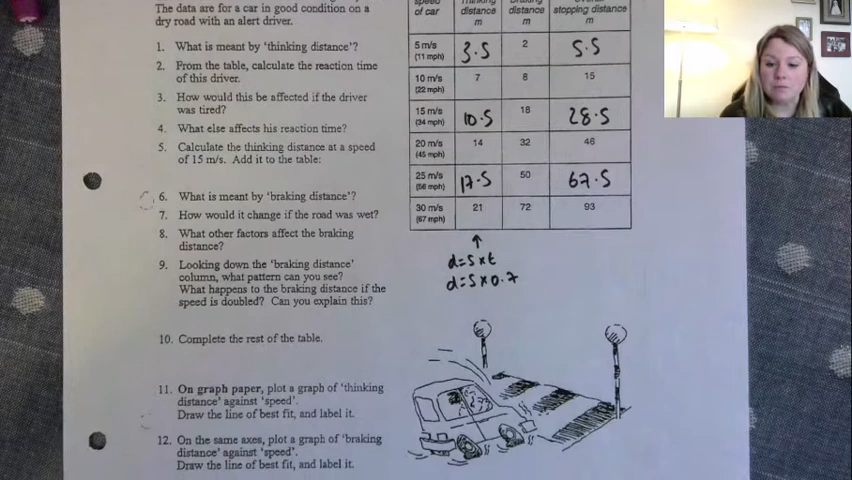 The data are for a car in good condition on a
dry road with an alert driver.
1. What is meant by 'thinking distance'?
2. From the table, calculate the reaction time
of this driver.
3. How would this be affected if the driver
was tired?
4. What else affects his reaction time?
5. Calculate the thinking distance at a speed
of 15 m/s. Add it to the table:
6. What is meant by 'braking distance'?
7. How would it change if the road was wet?
8. What other factors affect the braking
distance?
9. Looking down the 'braking distance'
column, what pattern can you see?
What happens to the braking distance if the
speed is doubled? Can you explain this?
10. Complete the rest of the table.
11. On graph paper, plot a graph of 'thinking
distance' against 'speed'.
Draw the line of best fit, and label it.
12. On the same axes, plot a graph of 'braking
distance' against 'speed'.
Draw the line of best fit, and label it.
speed
of car
distance
m
distance
m
stopping distance
m
5 m/s
(11 mph)
3.5
2
5.5
10 m/s
(22 mph)
7
8
15
15 m/s
(34 mph)
10.5
18
28.5
20 m/s
(45 mph)
14
32
46
25 m/s
(56 mph)
17.5
50
67.5
30 m/s
(67 mph)
21
72
93
d=s×t
d=s×0.7